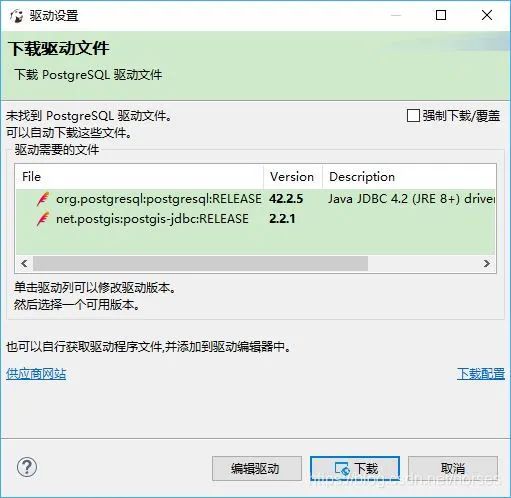 驱动设置
下载驱动文件
下载 PostgreSQL 驱动文件
未找到 PostgreSQL 驱动文件。
强制下载/覆盖
可以自动下载这些文件。
驱动需要的文件
File Version Description
org.postgresql:postgresql:RELEASE 42.2.5 Java JDBC 4.2 (JRE 8+) driver
net.postgis:postgis-jdbc:RELEASE 2.2.1
单击驱动列可以修改驱动版本。
然后选择一个可用版本。
也可以自行获取驱动程序文件,并添加到驱动编辑器中。
供应商网站 下载配置
? 编辑驱动 下载 取消
https://blog.csdn.net/horses